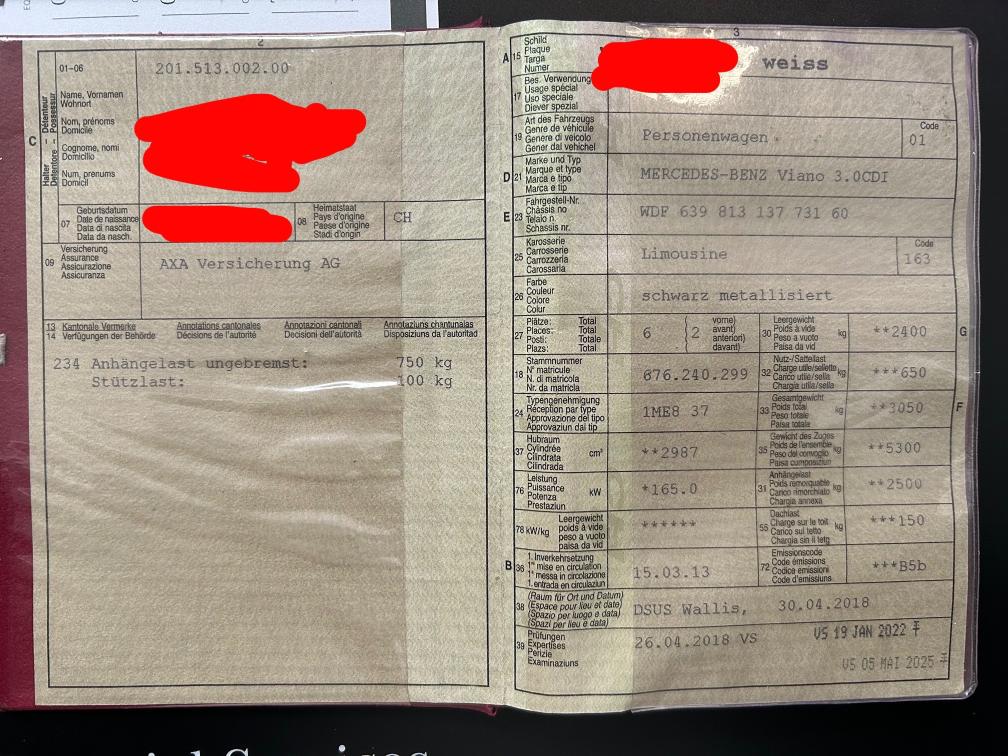 2
01-06
201.513.002.00
C
Halter
Detentore
Détenteur
Possessur
Name, Vornamen
Wohnort
Nom, prénoms
Domicile
Cognome, nomi
Domicilio
Num, prenums
Domicil
07
Geburtsdatum
Date de naissance
Data di nascita
Data da nasch.
08
Heimatstaat
Pays d'origine
Paese d'origine
Stadi d'origin
CH
09
Versicherung
Assurance
Assicurazione
Assicuranza
AXA Versicherung AG
13 Kantonale Vermerke Annotations cantonales Annotazioni cantonali Annotaziuns chantunalas
14 Verfügungen der Behörde Décisions de l'autorité Decisioni dell'autorità Disposiziuns da l'autoritad
234 Anhängelast ungebremst: 750 kg
Stützlast: 100 kg
3
A 15
Schild
Plaque
Targa
Numer
weiss
17
Bes. Verwendung
Usage spécial
Uso speciale
Diever spezial
19
Art des Fahrzeugs
Genre de véhicule
Genere di veicolo
Gener dal vehichel
Personenwagen
Code
01
D 21
Marke und Typ
Marque et type
Marca e tipo
Marca e tip
MERCEDES-BENZ Viano 3.0CDI
E 23
Fahrgestell-Nr.
Châssis no
Telaio n.
Schassis nr.
WDF 639 813 137 731 60
25
Karosserie
Carrosserie
Carrozzeria
Carossaria
Limousine
Code
163
26
Farbe
Couleur
Colore
Colur
schwarz metallisiert
27
Plätze: Total
Places: Total
Posti: Totale
Plazs: Total
6 { 2
vorne)
avant)
anteriori)
davant)
30
Leergewicht
Poids à vide
Peso a vuoto
Paisa da vid
kg
**2400
G
18
Stammnummer
N° matricule
N. di matricola
Nr. da matricla
676.240.299
32
Nutz-/Sattellast
Charge utile/sellette
Carico utile/sella
Chargia utila/sella
kg
***650
24
Typengenehmigung
Réception par type
Approvazione del tipo
Approvaziun dal tip
1ME8 37
33
Gesamtgewicht
Poids total
Peso totale
Paisa totala
kg
**3050
F
37
Hubraum
Cylindrée
Cilindrata
Cilindrada
cm³
**2987
35
Gewicht des Zuges
Poids de l'ensemble
Peso del convoglio
Paisa cumposiziun
kg
**5300
76
Leistung
Puissance
Potenza
Prestaziun
kW
*165.0
31
Anhängelast
Poids remorquable
Carico rimorchiato
Chargia annexa
kg
**2500
78 kW/kg
Leergewicht
poids à vide
peso a vuoto
paisa da vid
******
55
Dachlast
Charge sur le toit
Carico sul tetto
Chargia sin il tetg
kg
***150
B 36
1. Inverkehrsetzung
1re mise en circulation
1a messa in circolazione
1. entrada en circulaziun
15.03.13
72
Emissionscode
Code émissions
Codice emissioni
Code d'emissiuns
***B5b
38
(Raum für Ort und Datum)
(Espace pour lieu et date)
(Spazio per luogo e data)
(Spazi per lieu e data)
DSUS Wallis, 30.04.2018
39
Prüfungen
Expertises
Perizie
Examinaziuns
26.04.2018 VS
VS 19 JAN 2022
VS 05 MAI 2025